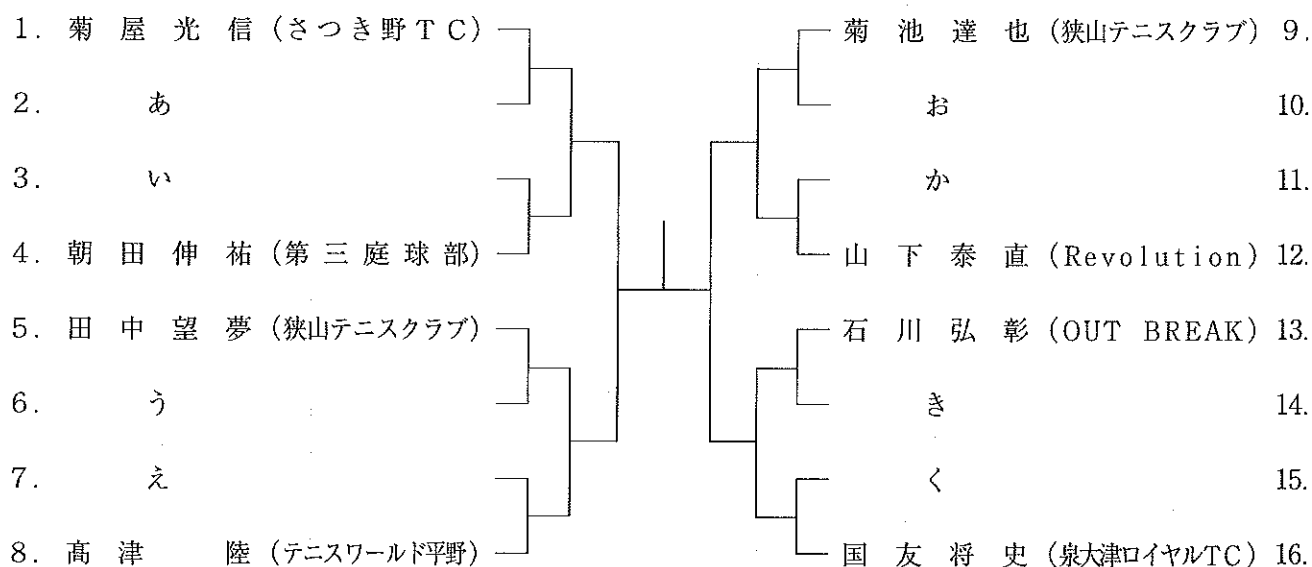 1. 菊屋光信 (さつき野TC)
2. あ
3. い
4. 朝田伸祐 (第三庭球部)
5. 田中望夢 (狭山テニスクラブ)
6. う
7. え
8. 髙津陸 (テニスワールド平野)
菊池達也 (狭山テニスクラブ) 9.
お 10.
か 11.
山下泰直 (Revolution) 12.
石川弘彰 (OUT BREAK) 13.
き 14.
く 15.
国友将史 (泉大津ロイヤルTC) 16.